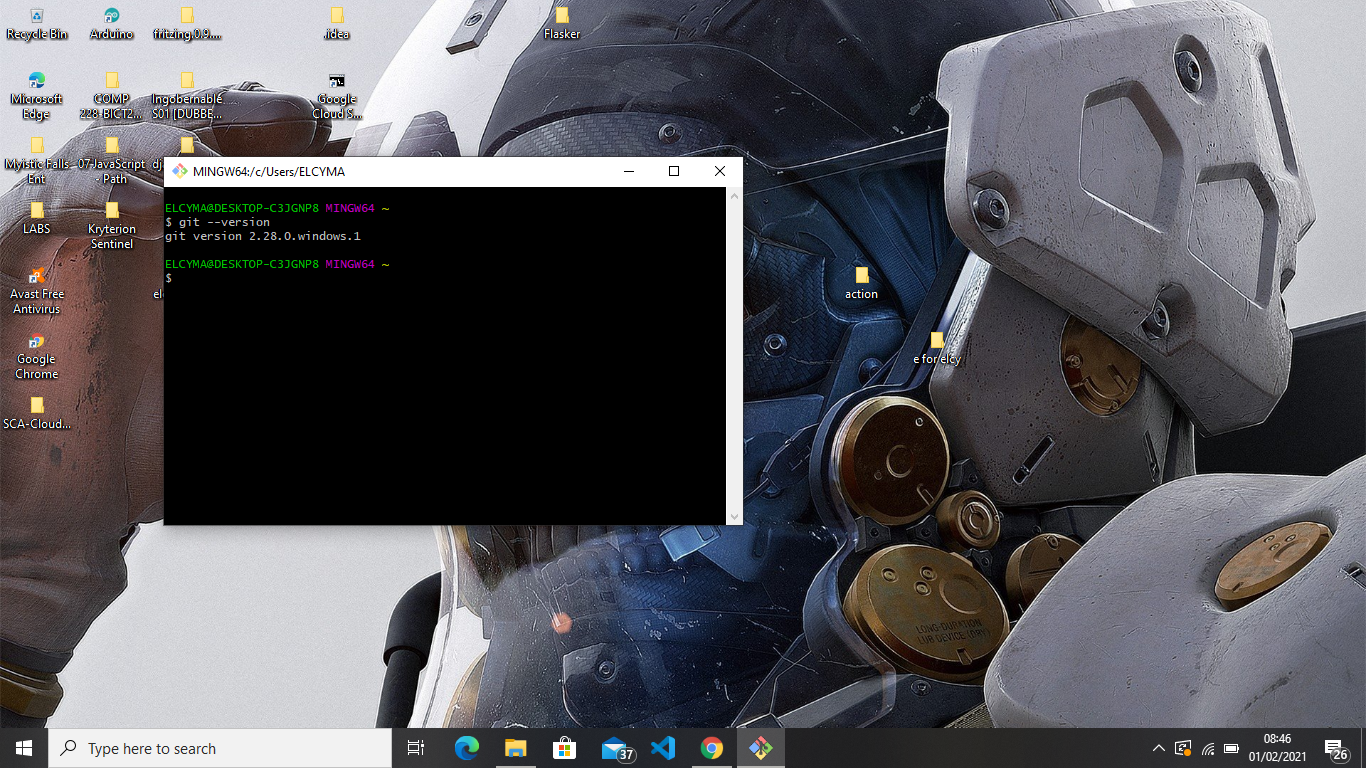 Recycle Bin
Arduino
fritzing.0.9....
.idea
Flasker
Microsoft
Edge
COMP
228-BICT2...
Ingobernable
S01 [DUBBE...
Google
Cloud S...
Myistic Falls
Ent
07-JavaScript
- Path
dj
LABS
Kryterion
Sentinel
Avast Free
Antivirus
el
Google
Chrome
SCA-Cloud...
MINGW64:/c/Users/ELCYMA
ELCYMA@DESKTOP-C3JGNP8 MINGW64 ~
$ git --version
git version 2.28.0.windows.1
ELCYMA@DESKTOP-C3JGNP8 MINGW64 ~
$
action
e for elcy
LONG-DURATION
LUB DEVICE (DRY)
Type here to search
37
08:46
01/02/2021
26